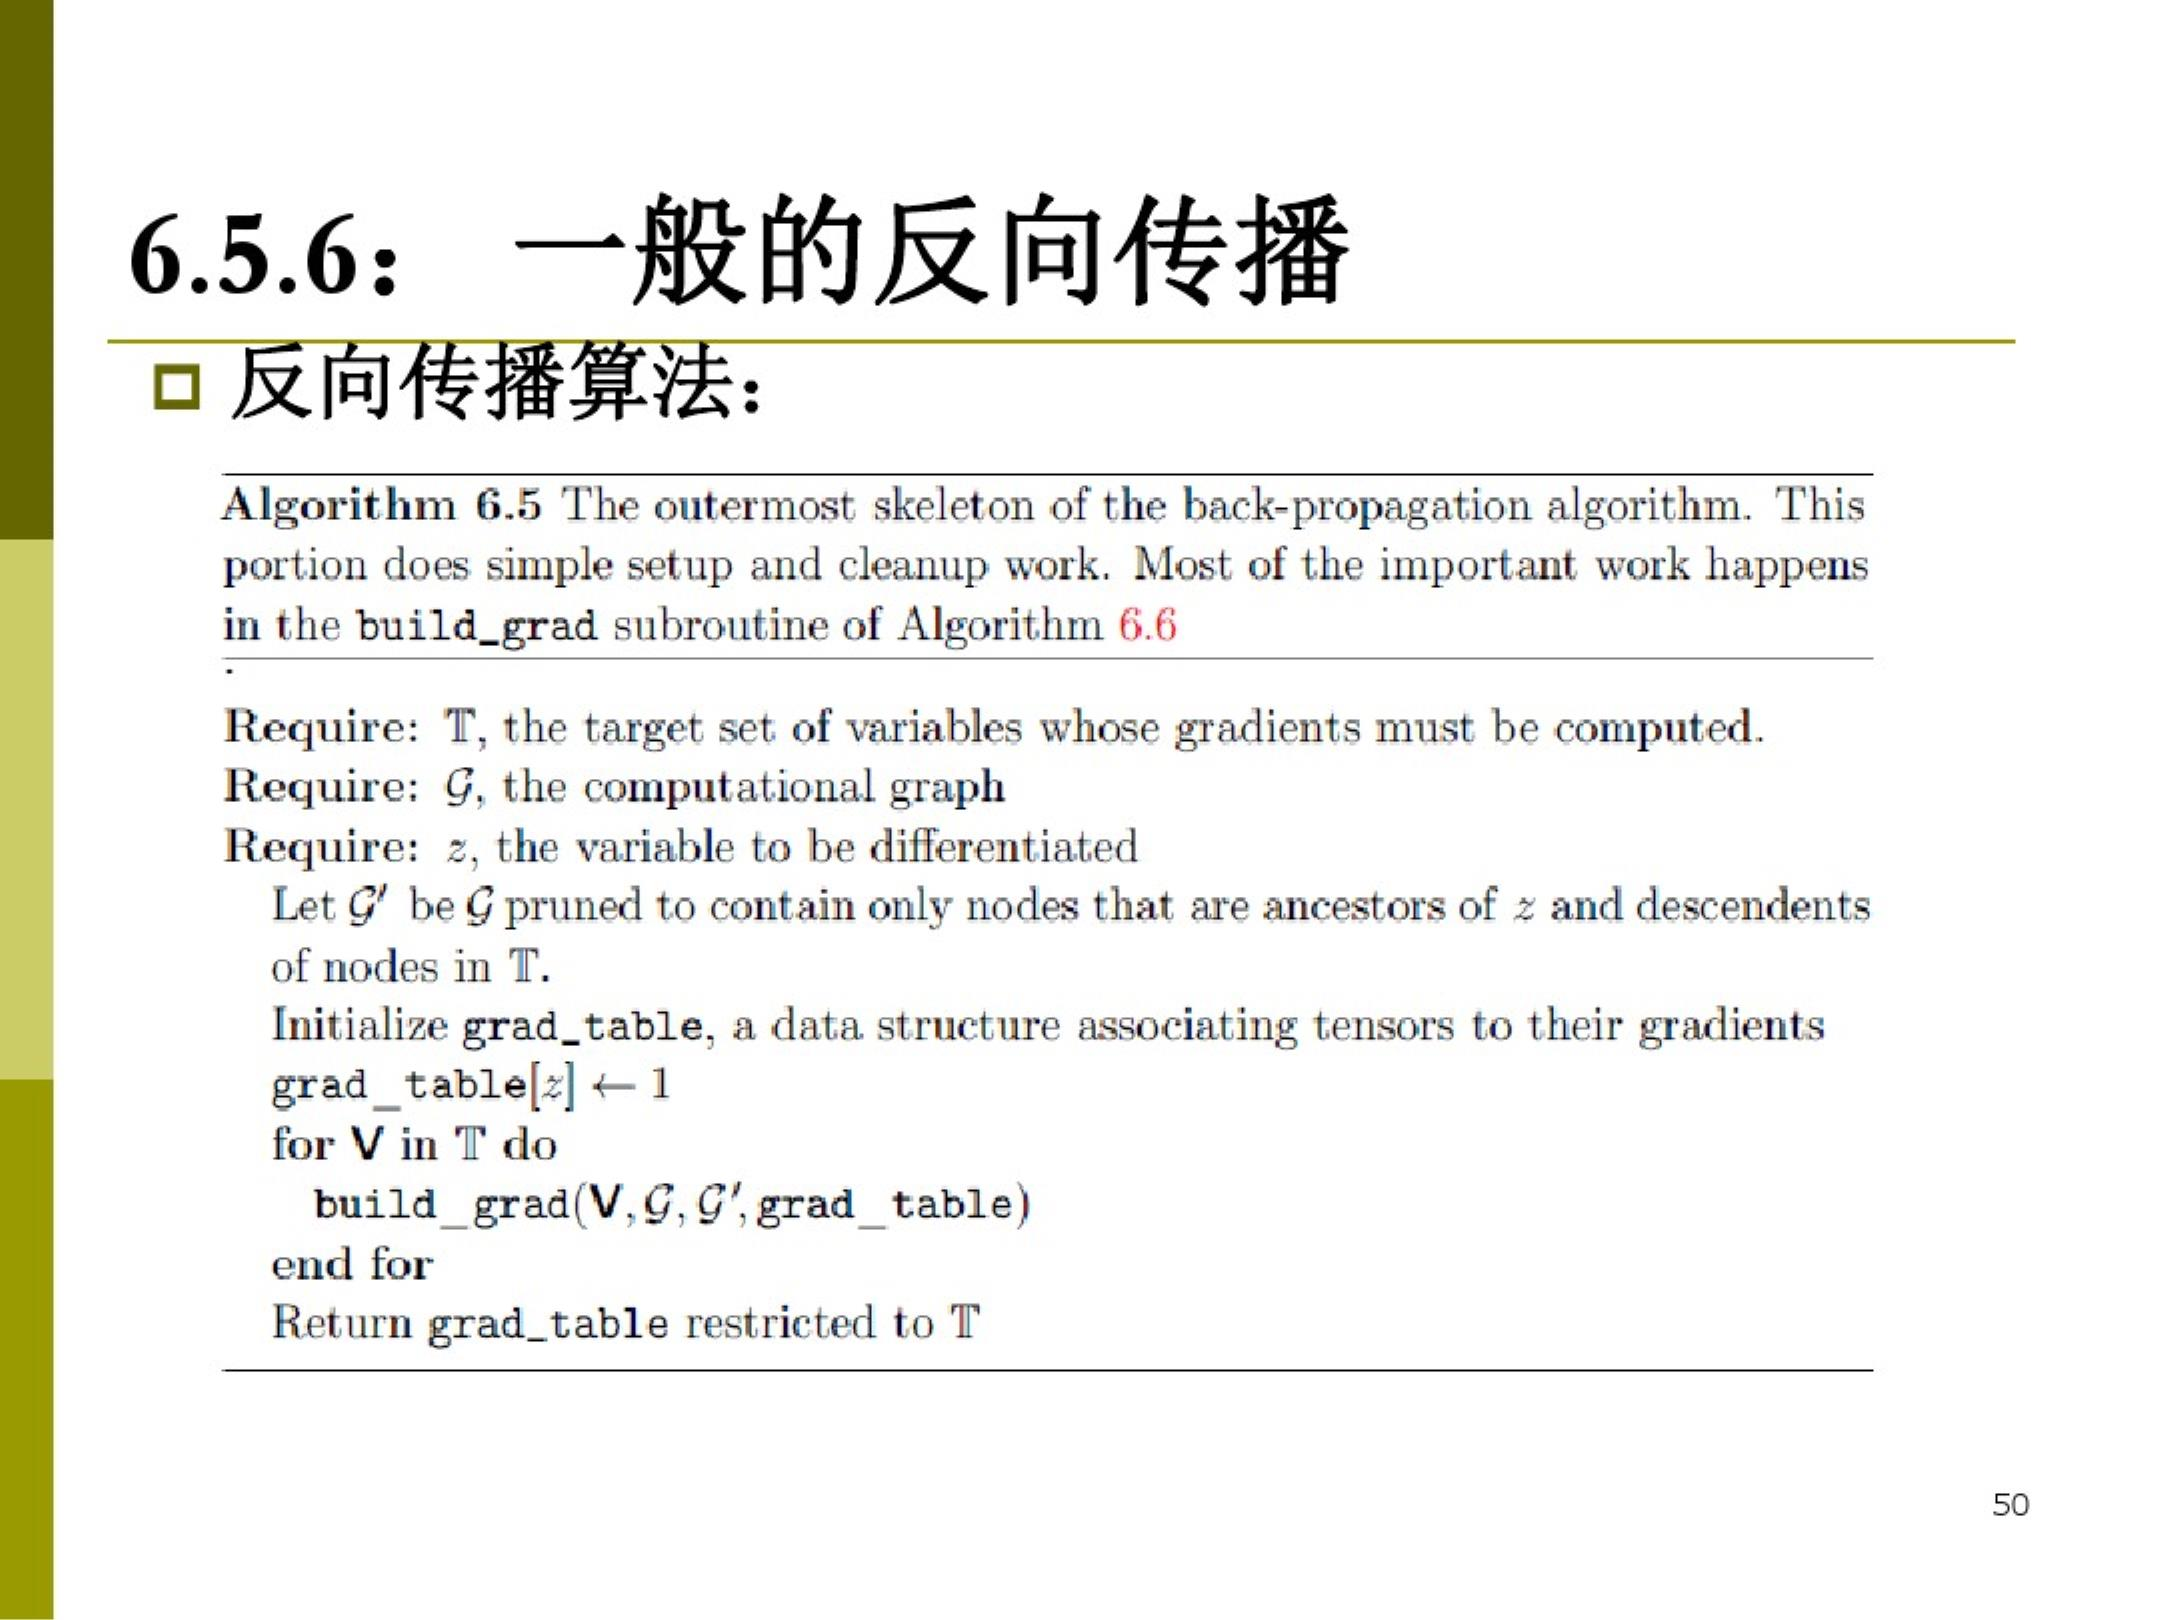 6.5.6： 一般的反向传播
反向传播算法：
Algorithm 6.5 The outermost skeleton of the back-propagation algorithm. This
portion does simple setup and cleanup work. Most of the important work happens
in the build_grad subroutine of Algorithm 6.6
.
Require: 𝕋, the target set of variables whose gradients must be computed.
Require: 𝒢, the computational graph
Require: z, the variable to be differentiated
Let 𝒢′ be 𝒢 pruned to contain only nodes that are ancestors of z and descendents
of nodes in 𝕋.
Initialize grad_table, a data structure associating tensors to their gradients
grad_table[z] ← 1
for V in 𝕋 do
build_grad(V, 𝒢, 𝒢′, grad_table)
end for
Return grad_table restricted to 𝕋
50